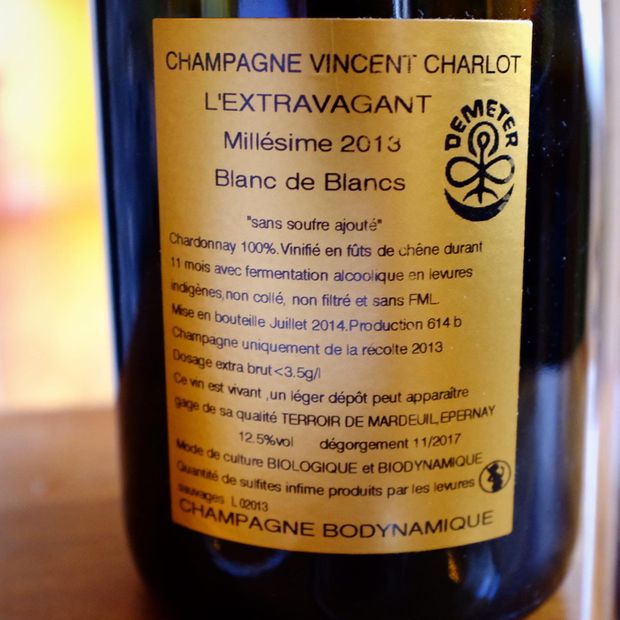 CHAMPAGNE VINCENT CHARLOT
L'EXTRAVAGANT
DEMETER
Millésime 2013
Blanc de Blancs
"sans soufre ajouté"
Chardonnay 100%.Vinifié en fûts de chêne durant
11 mois avec fermentation alcoolique en levures
indigènes,non collé, non filtré et sans FML.
Mise en bouteille Juillet 2014.Production 614 b
Champagne uniquement de la récolte 2013
Dosage extra brut<3.5g/l
Ce vin est vivant ,un léger dépôt peut apparaître
gage de sa qualité TERROIR DE MARDEUIL,EPERNAY
12.5%vol dégorgement 11/2017
Mode de culture BIOLOGIQUE et BIODYNAMIQUE
Quantité de sulfites infime produits par les levures
sauvages L 02013
CHAMPAGNE BODYNAMIQUE